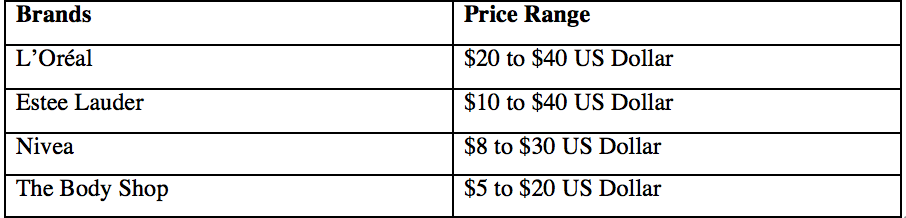 Brands Price Range
L’Oréal $20 to $40 US Dollar
Estee Lauder $10 to $40 US Dollar
Nivea $8 to $30 US Dollar
The Body Shop $5 to $20 US Dollar